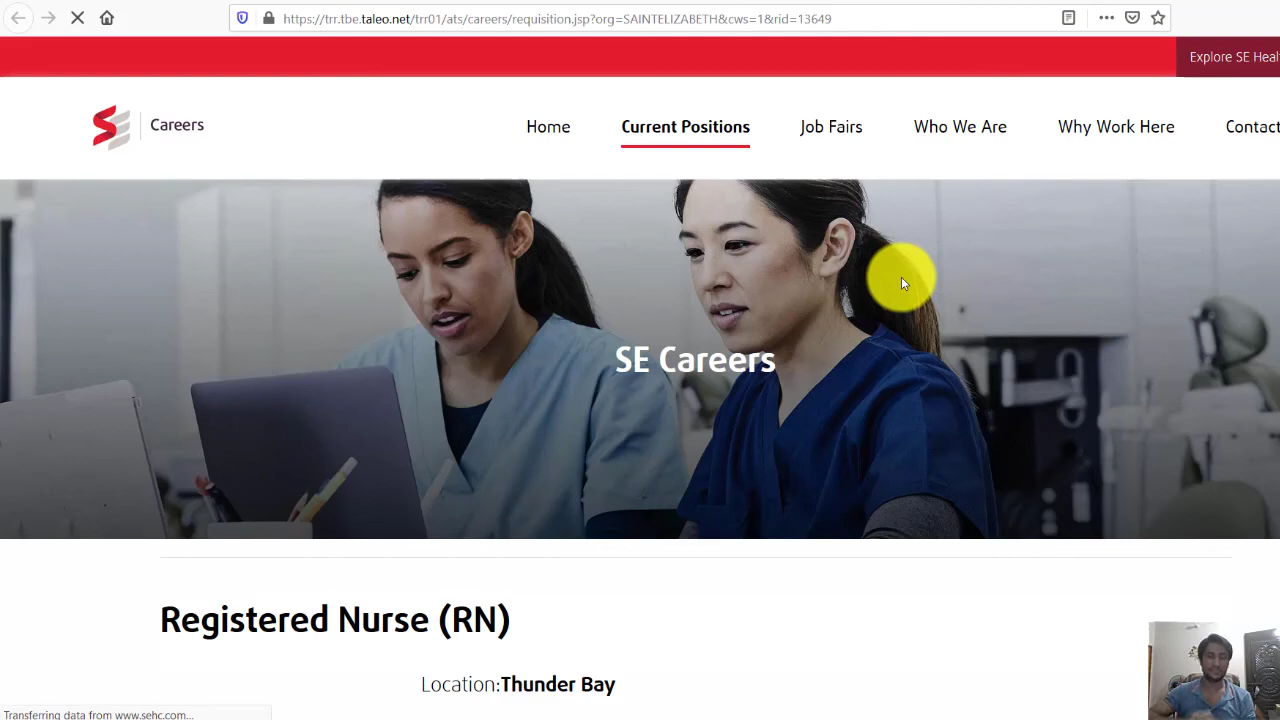 https://trr.tbe.taleo.net/trr01/ats/careers/requisition.jsp?org=SAINTELIZABETH&cws=1&rid=13649
Explore SE Heal
Careers
Home
Current Positions
Job Fairs
Who We Are
Why Work Here
Contact
SE Careers
Registered Nurse (RN)
Location:Thunder Bay
Transferring data from www.sehc.com...